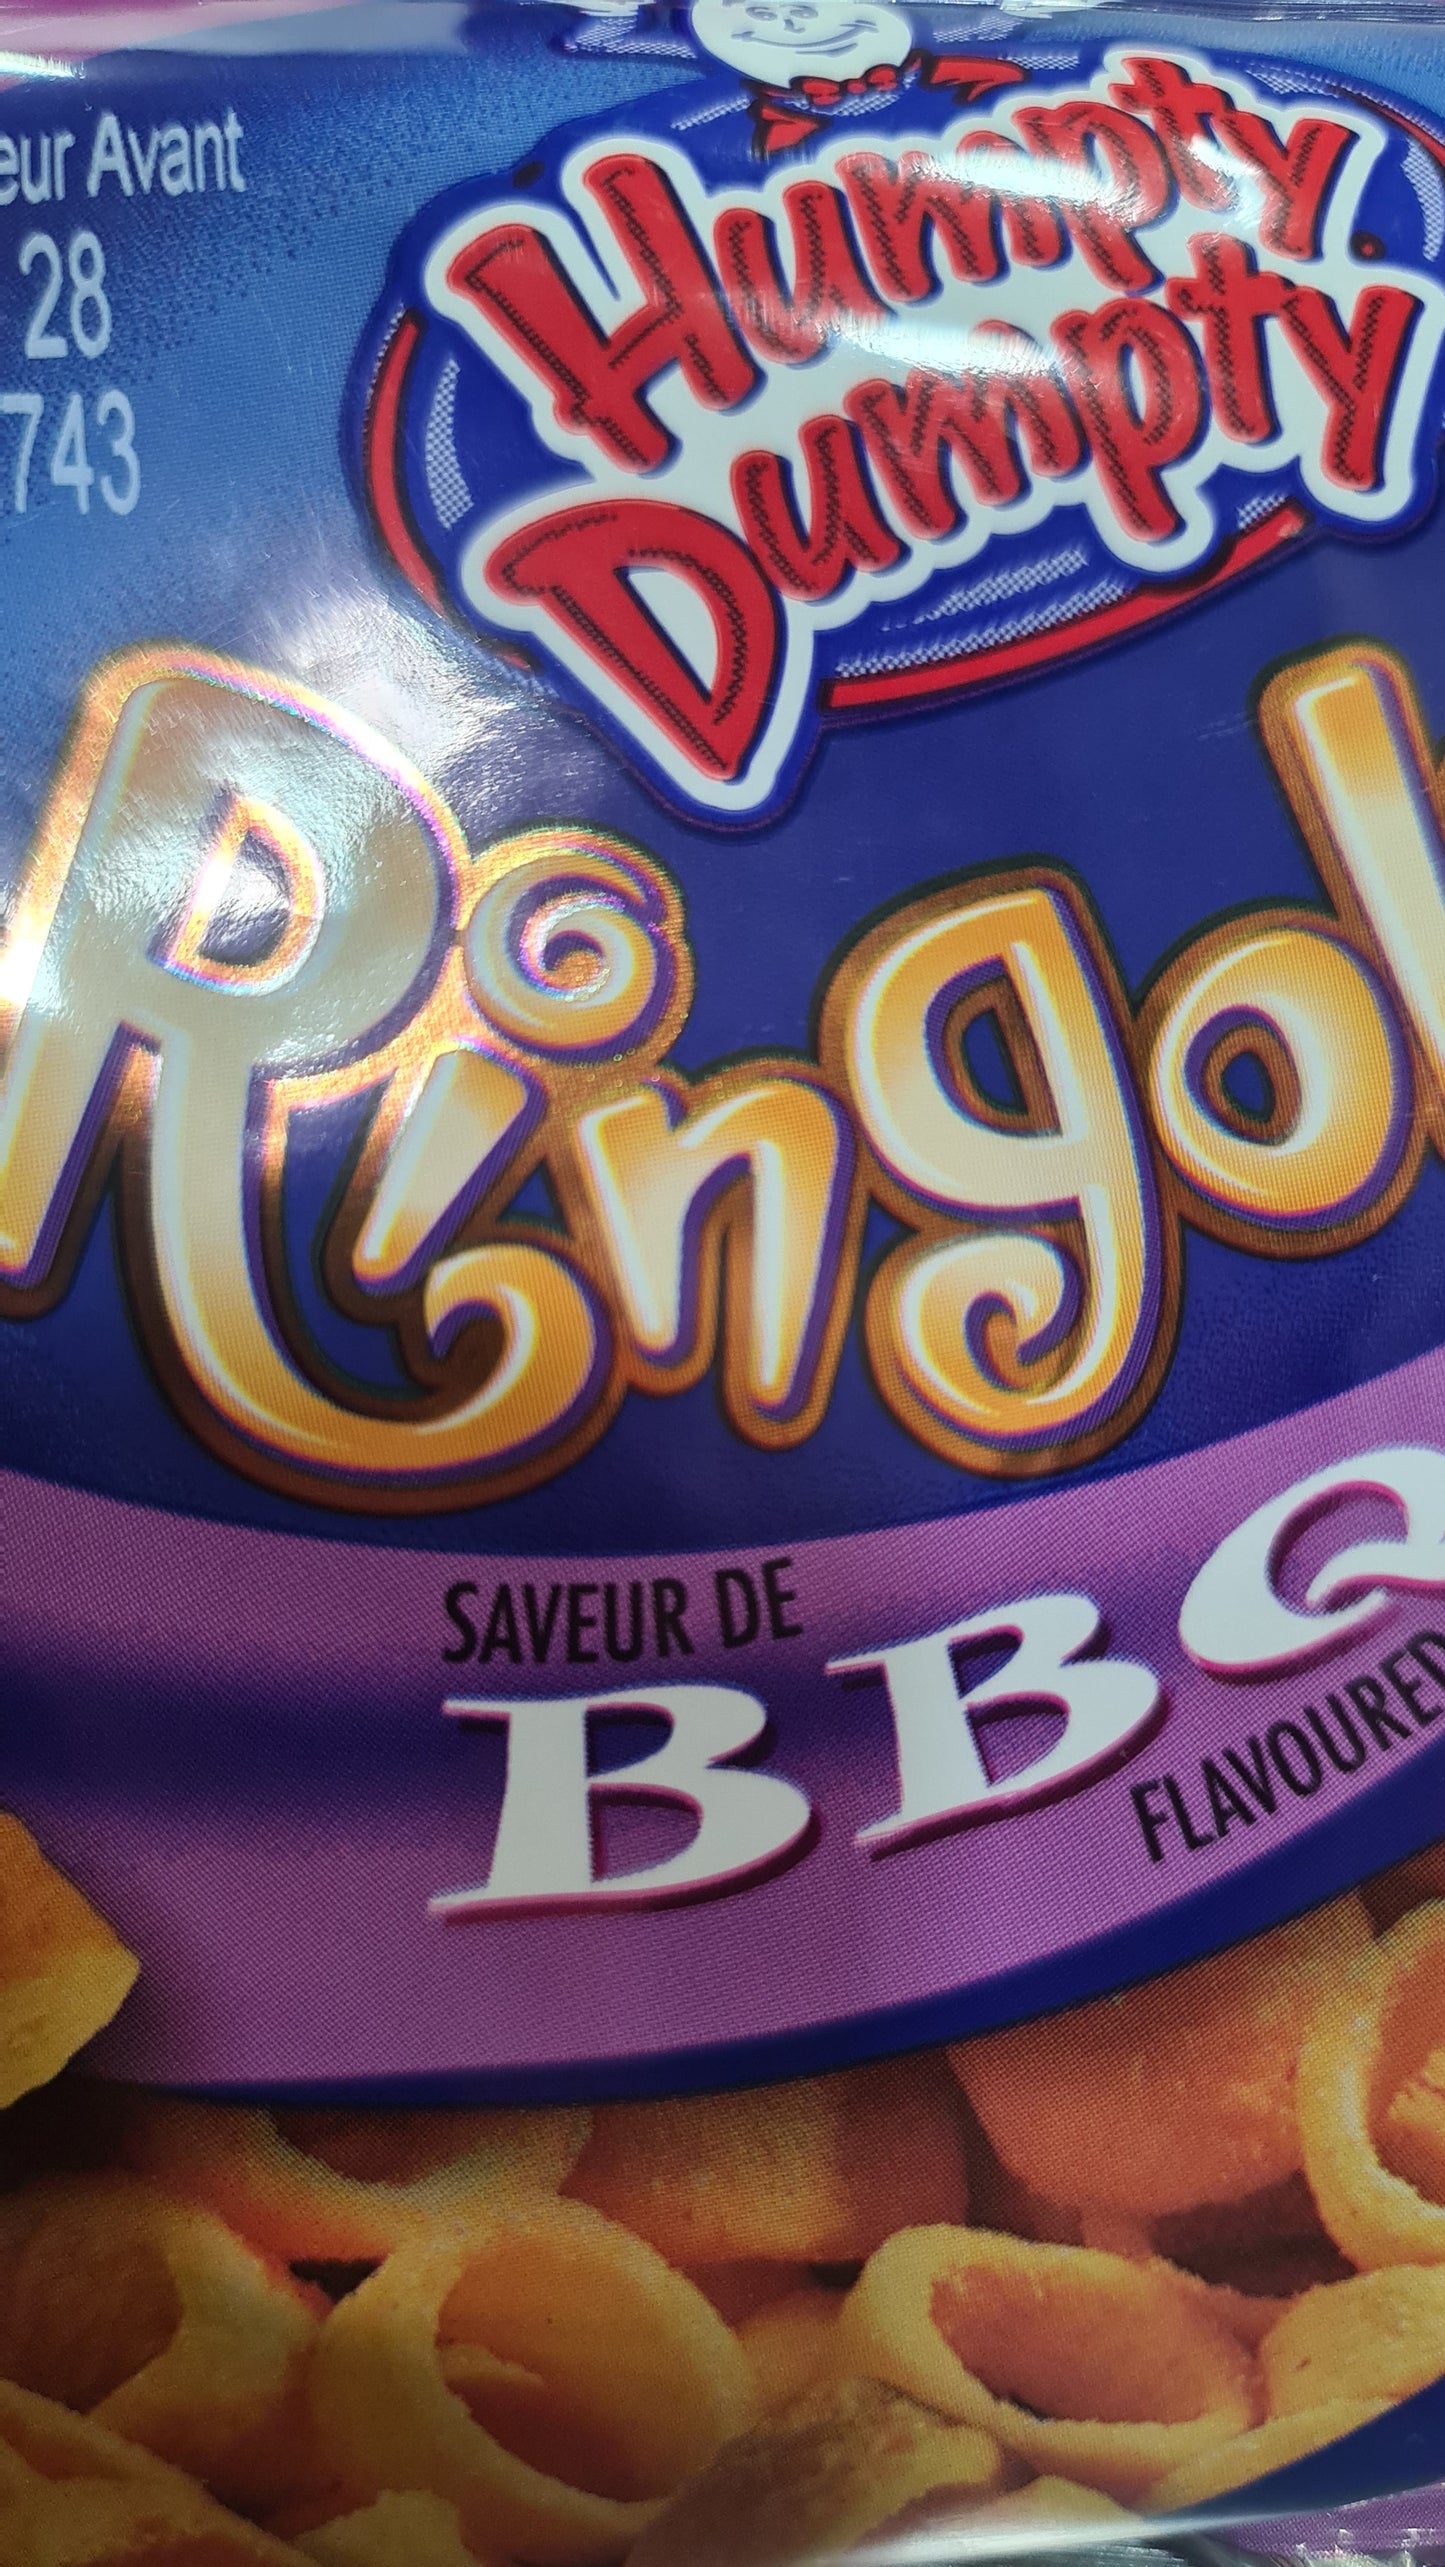 eur Avant
28
743
Humpty
Dumpty
Ringol
SAVEUR DE
BBQ
FLAVOURED